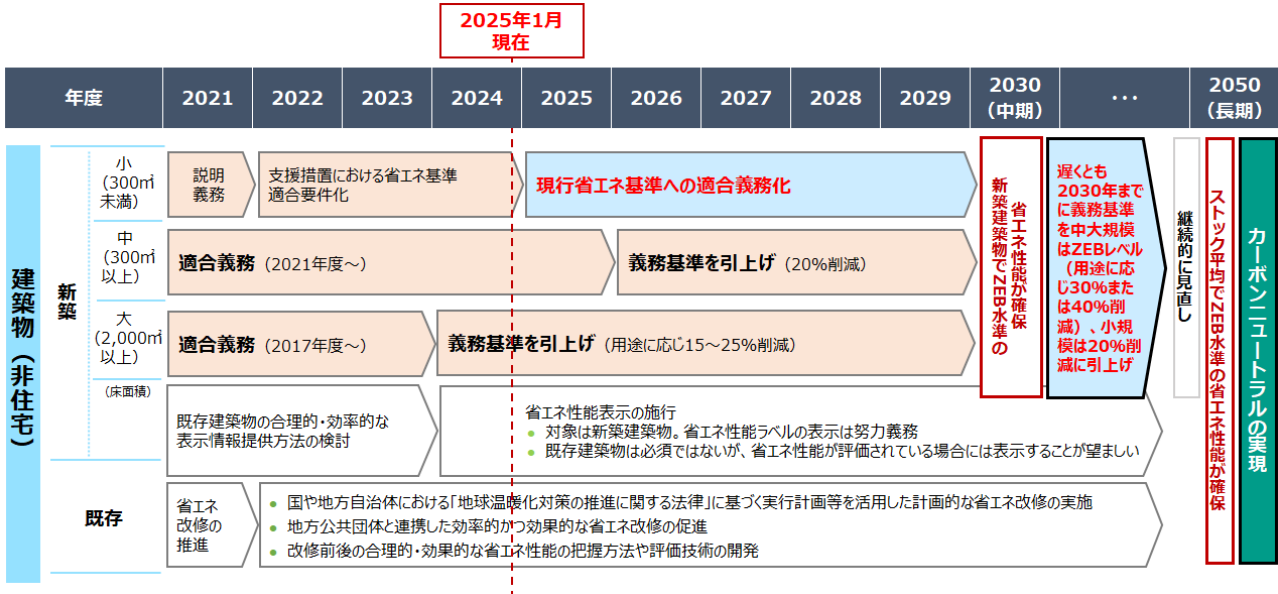 2025年1月
現在
年度
2021
2022
2023
2024
2025
2026
2027
2028
2029
2030
（中期）
・・・
2050
（長期）
建築物（非住宅）
新築
小
（300㎡
未満）
説明
義務
支援措置における省エネ基準
適合要件化
現行省エネ基準への適合義務化
中
（300㎡
以上）
適合義務（2021年度～）
義務基準を引上げ（20％削減）
大
（2,000㎡
以上）
適合義務（2017年度～）
義務基準を引上げ（用途に応じ15～25％削減）
（床面積）
既存建築物の合理的・効率的な
表示情報提供方法の検討
省エネ性能表示の施行
● 対象は新築建築物。省エネ性能ラベルの表示は努力義務
● 既存建築物は必須ではないが、省エネ性能が評価されている場合には表示することが望ましい
新築建築物でZEB水準の
省エネ性能が確保
遅くとも
2030年まで
に義務基準
を中大規模
はZEBレベル
（用途に応
じ30％また
は40％削
減）、小規
模は20％削
減に引上げ
継続的に見直し
ストック平均でZEB水準の省エネ性能が確保
カーボンニュートラルの実現
既存
省エネ
改修の
推進
● 国や地方自治体における「地球温暖化対策の推進に関する法律」に基づく実行計画等を活用した計画的な省エネ改修の実施
● 地方公共団体と連携した効率的かつ効果的な省エネ改修の促進
● 改修前後の合理的・効果的な省エネ性能の把握方法や評価技術の開発